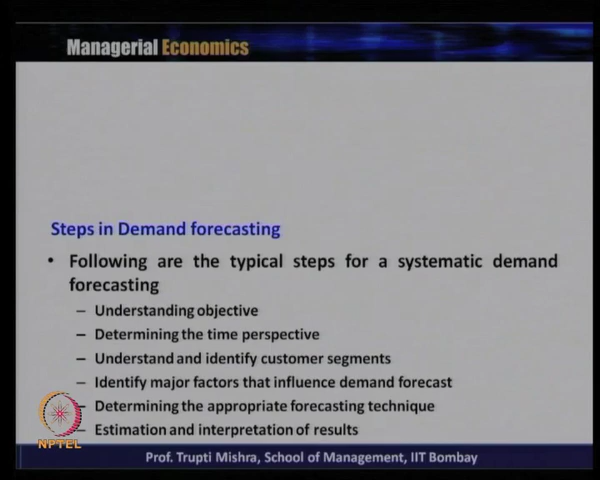 Managerial Economics
Steps in Demand forecasting
• Following are the typical steps for a systematic demand
forecasting
– Understanding objective
– Determining the time perspective
– Understand and identify customer segments
– Identify major factors that influence demand forecast
– Determining the appropriate forecasting technique
– Estimation and interpretation of results
NPTEL
Prof. Trupti Mishra, School of Management, IIT Bombay